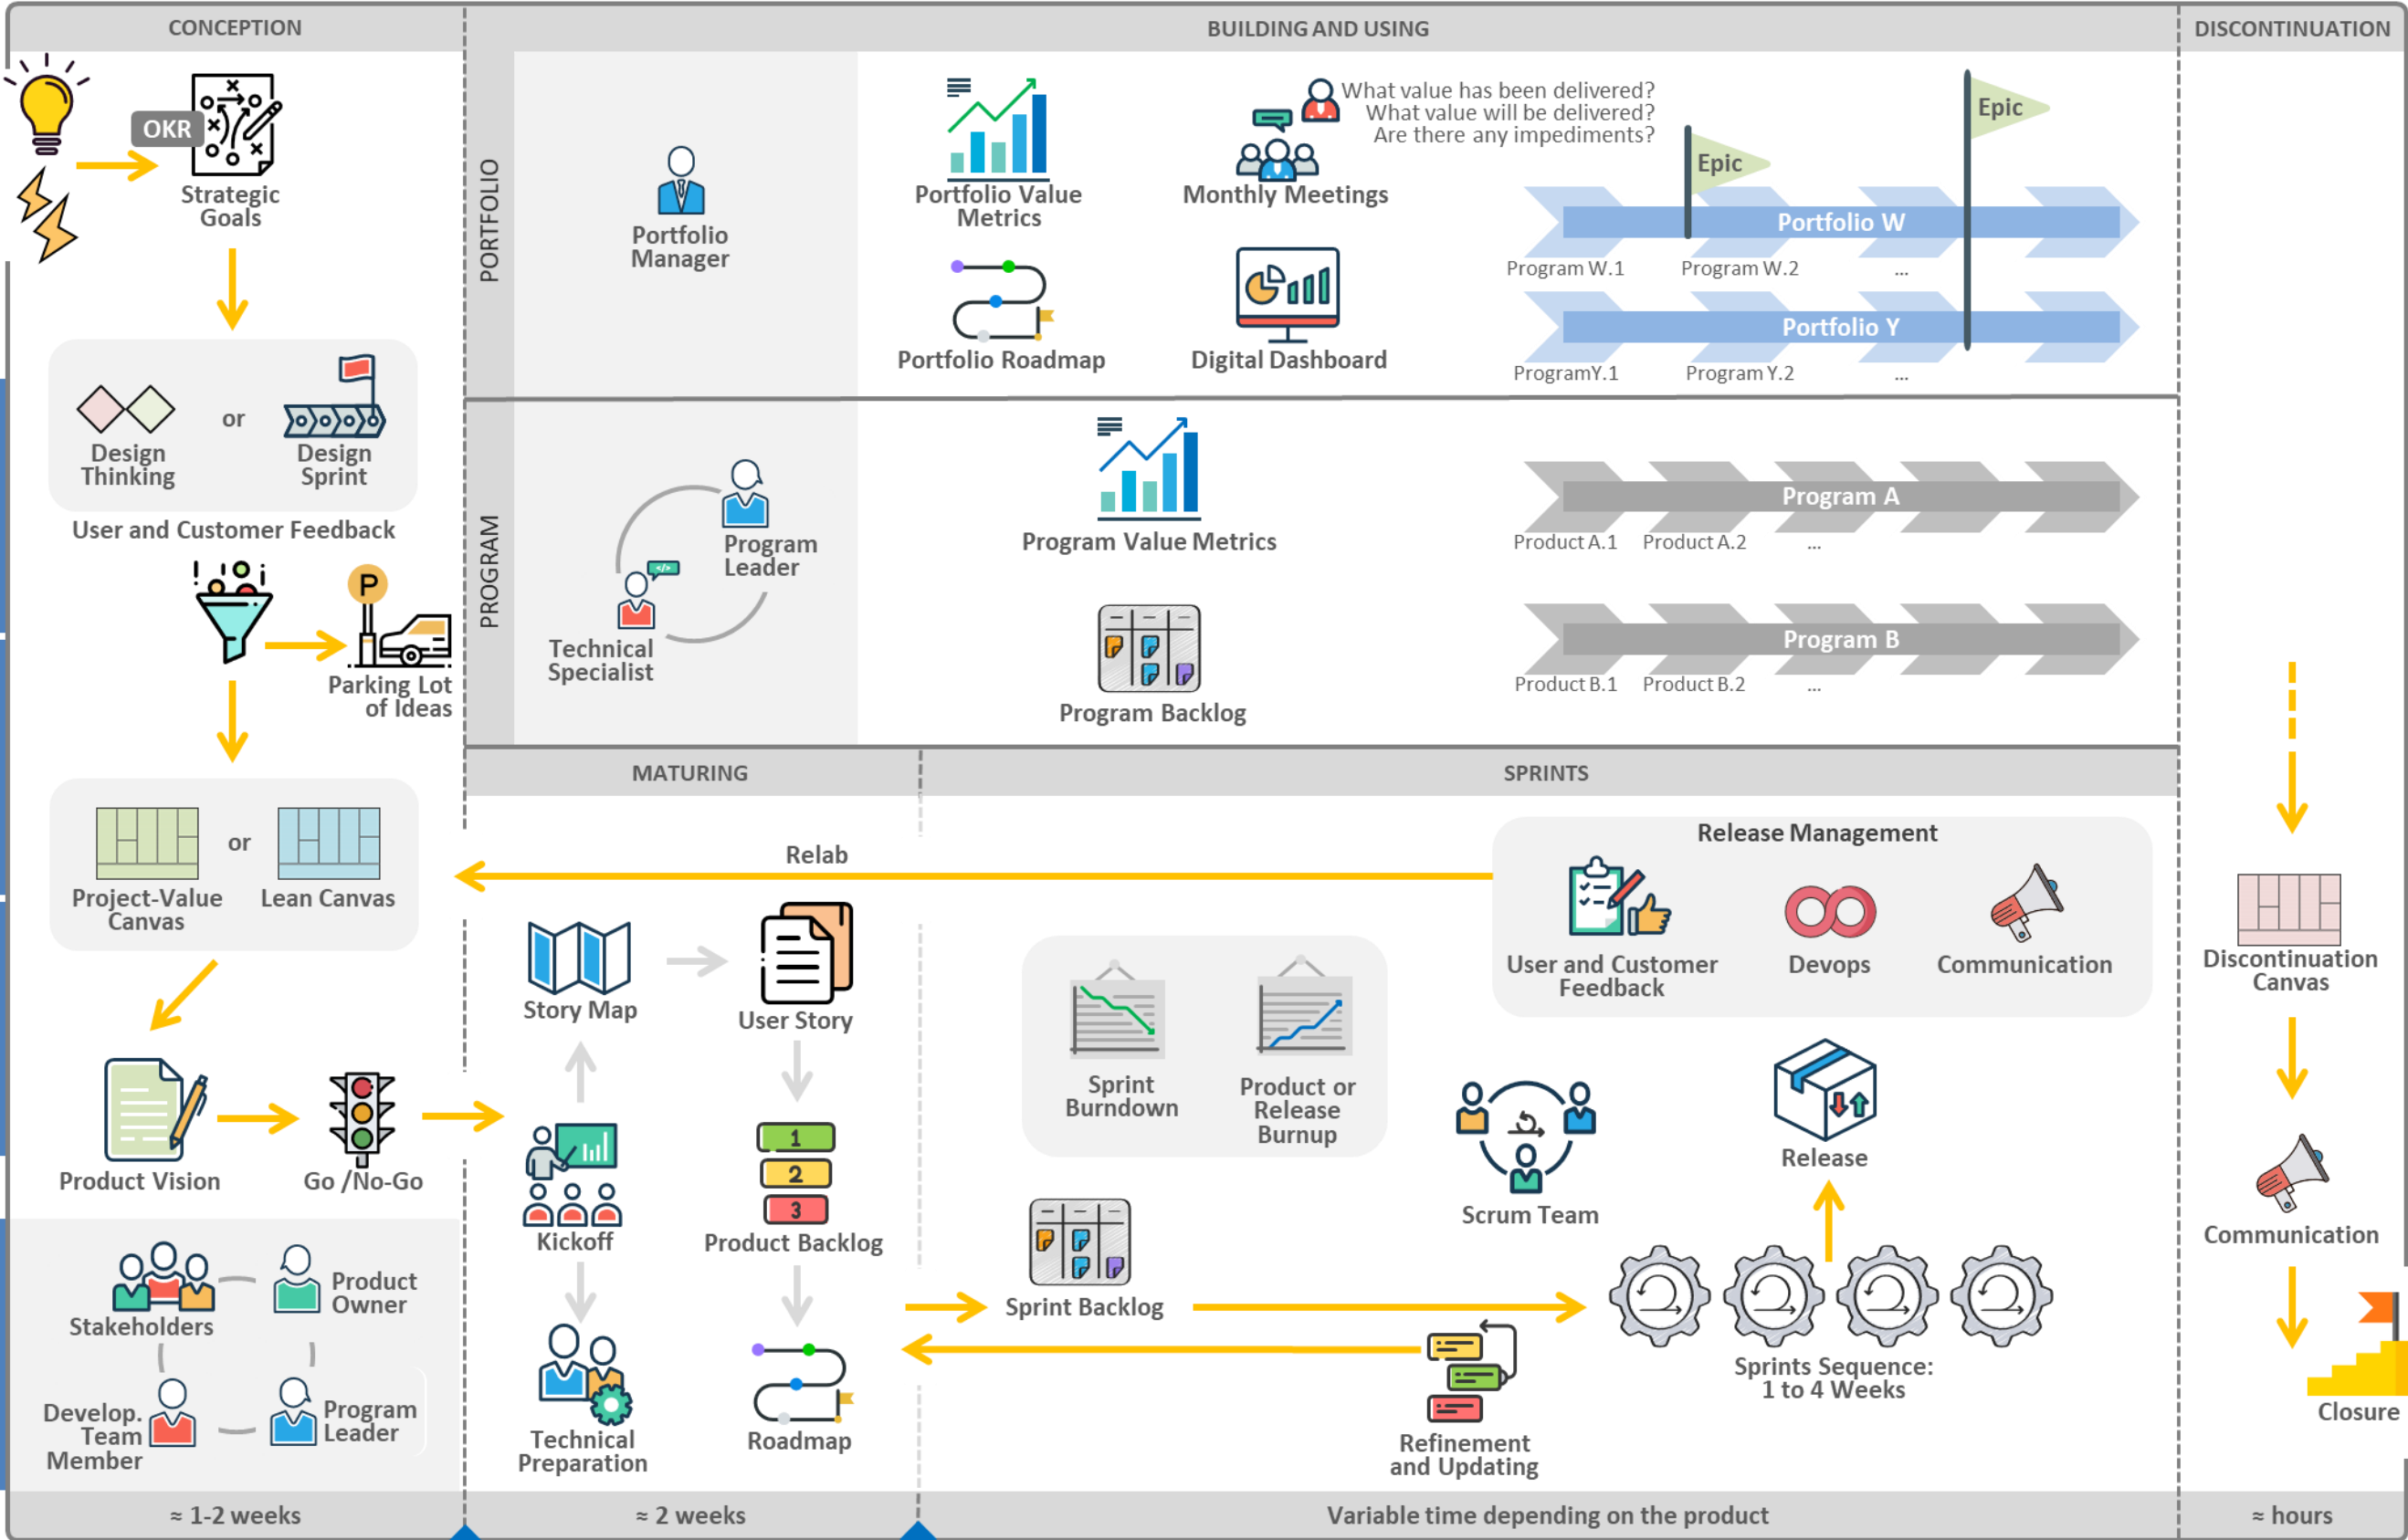 CONCEPTION
BUILDING AND USING
DISCONTINUATION
OKR
Strategic
Goals
Design
Thinking
or
Design
Sprint
User and Customer Feedback
P
Parking Lot
of Ideas
Project-Value
Canvas
or
Lean Canvas
Product Vision
Go /No-Go
Stakeholders
Product
Owner
Develop.
Team
Member
Program
Leader
≈ 1-2 weeks
PORTFOLIO
Portfolio
Manager
Portfolio Value
Metrics
Monthly Meetings
What value has been delivered?
What value will be delivered?
Are there any impediments?
Portfolio Roadmap
Digital Dashboard
Epic
Epic
Portfolio W
Program W.1
Program W.2
...
Portfolio Y
ProgramY.1
Program Y.2
...
PROGRAM
Program
Leader
</>
Technical
Specialist
Program Value Metrics
Program Backlog
Program A
Product A.1
Product A.2
...
Program B
Product B.1
Product B.2
...
MATURING
SPRINTS
Relab
Story Map
User Story
Kickoff
1
2
3
Product Backlog
Technical
Preparation
Roadmap
≈ 2 weeks
Release Management
User and Customer
Feedback
Devops
Communication
Sprint
Burndown
Product or
Release
Burnup
Scrum Team
Release
Sprint Backlog
Sprints Sequence:
1 to 4 Weeks
Refinement
and Updating
Variable time depending on the product
Discontinuation
Canvas
Communication
Closure
≈ hours